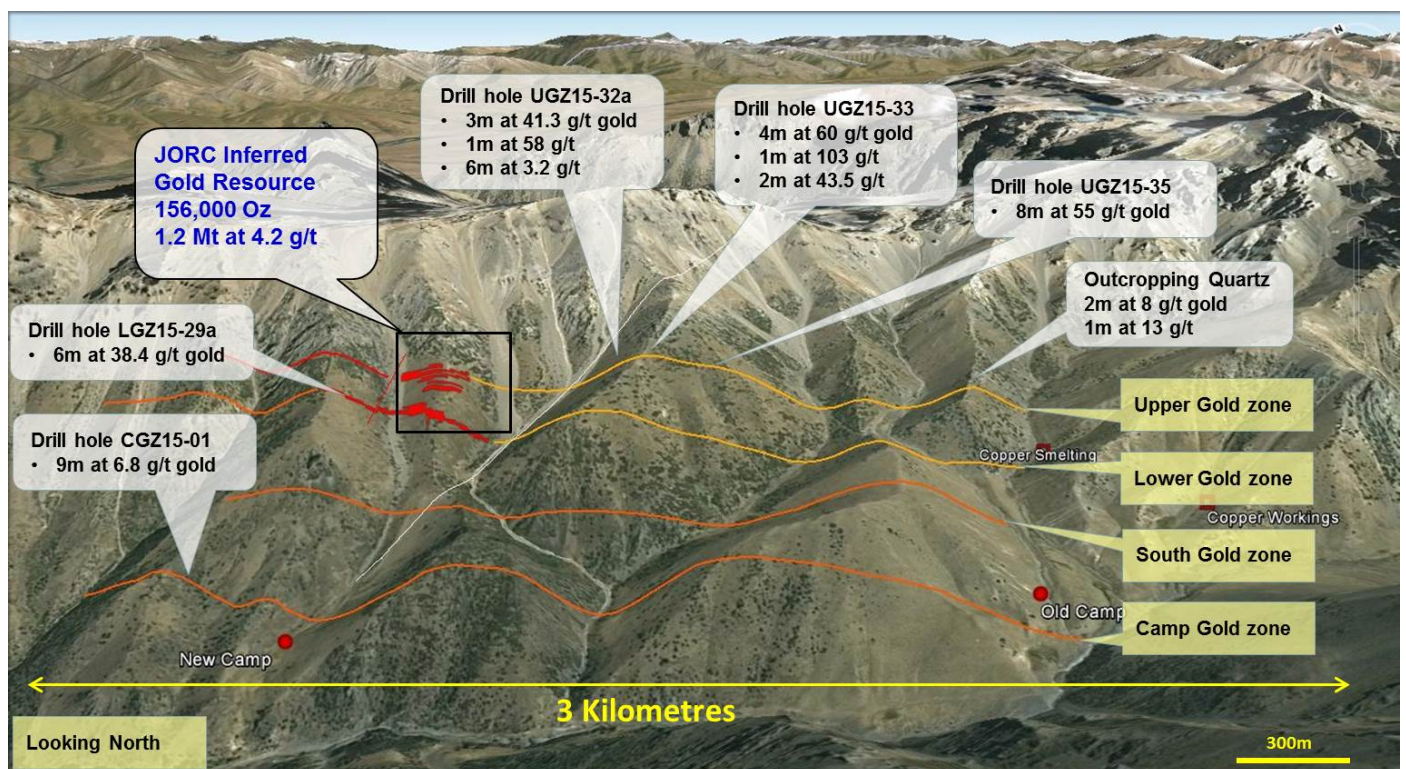 N
Drill hole UGZ15-32a
• 3m at 41.3 g/t gold
• 1m at 58 g/t
• 6m at 3.2 g/t
Drill hole UGZ15-33
• 4m at 60 g/t gold
• 1m at 103 g/t
• 2m at 43.5 g/t
JORC Inferred
Gold Resource
156,000 Oz
1.2 Mt at 4.2 g/t
Drill hole UGZ15-35
• 8m at 55 g/t gold
Outcropping Quartz
2m at 8 g/t gold
1m at 13 g/t
Drill hole LGZ15-29a
• 6m at 38.4 g/t gold
Upper Gold zone
Drill hole CGZ15-01
• 9m at 6.8 g/t gold
Copper Smelting
Lower Gold zone
Copper Workings
South Gold zone
Old Camp
Camp Gold zone
New Camp
3 Kilometres
Looking North
300m